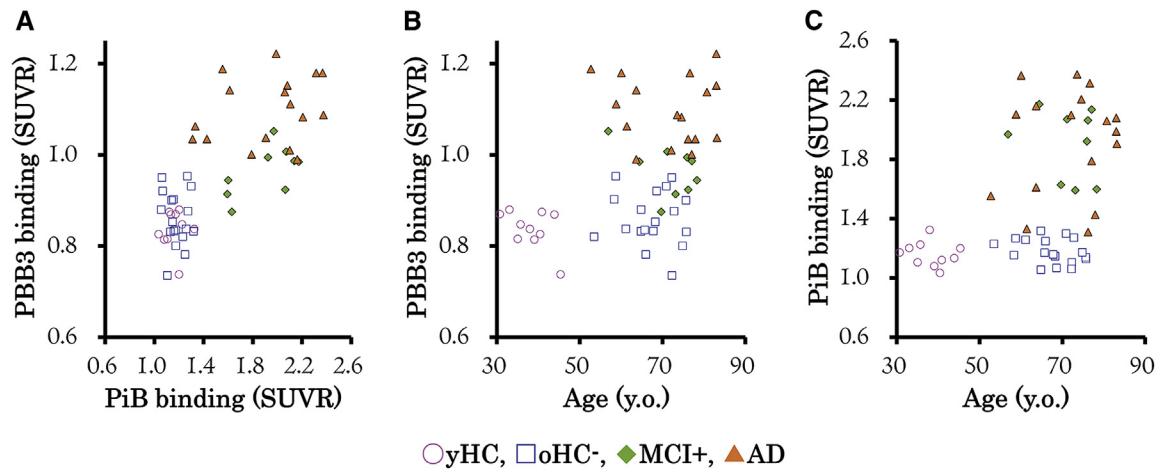 A
PBB3 binding (SUVR)
1.2
1.0
0.8
0.6
0.6 1.0 1.4 1.8 2.2 2.6
PiB binding (SUVR)
B
PBB3 binding (SUVR)
1.2
1.0
0.8
0.6
30 50 70 90
Age (y.o.)
C
PiB binding (SUVR)
2.6
2.2
1.8
1.4
1.0
0.6
30 50 70 90
Age (y.o.)
yHC, oHC-, MCI+, AD